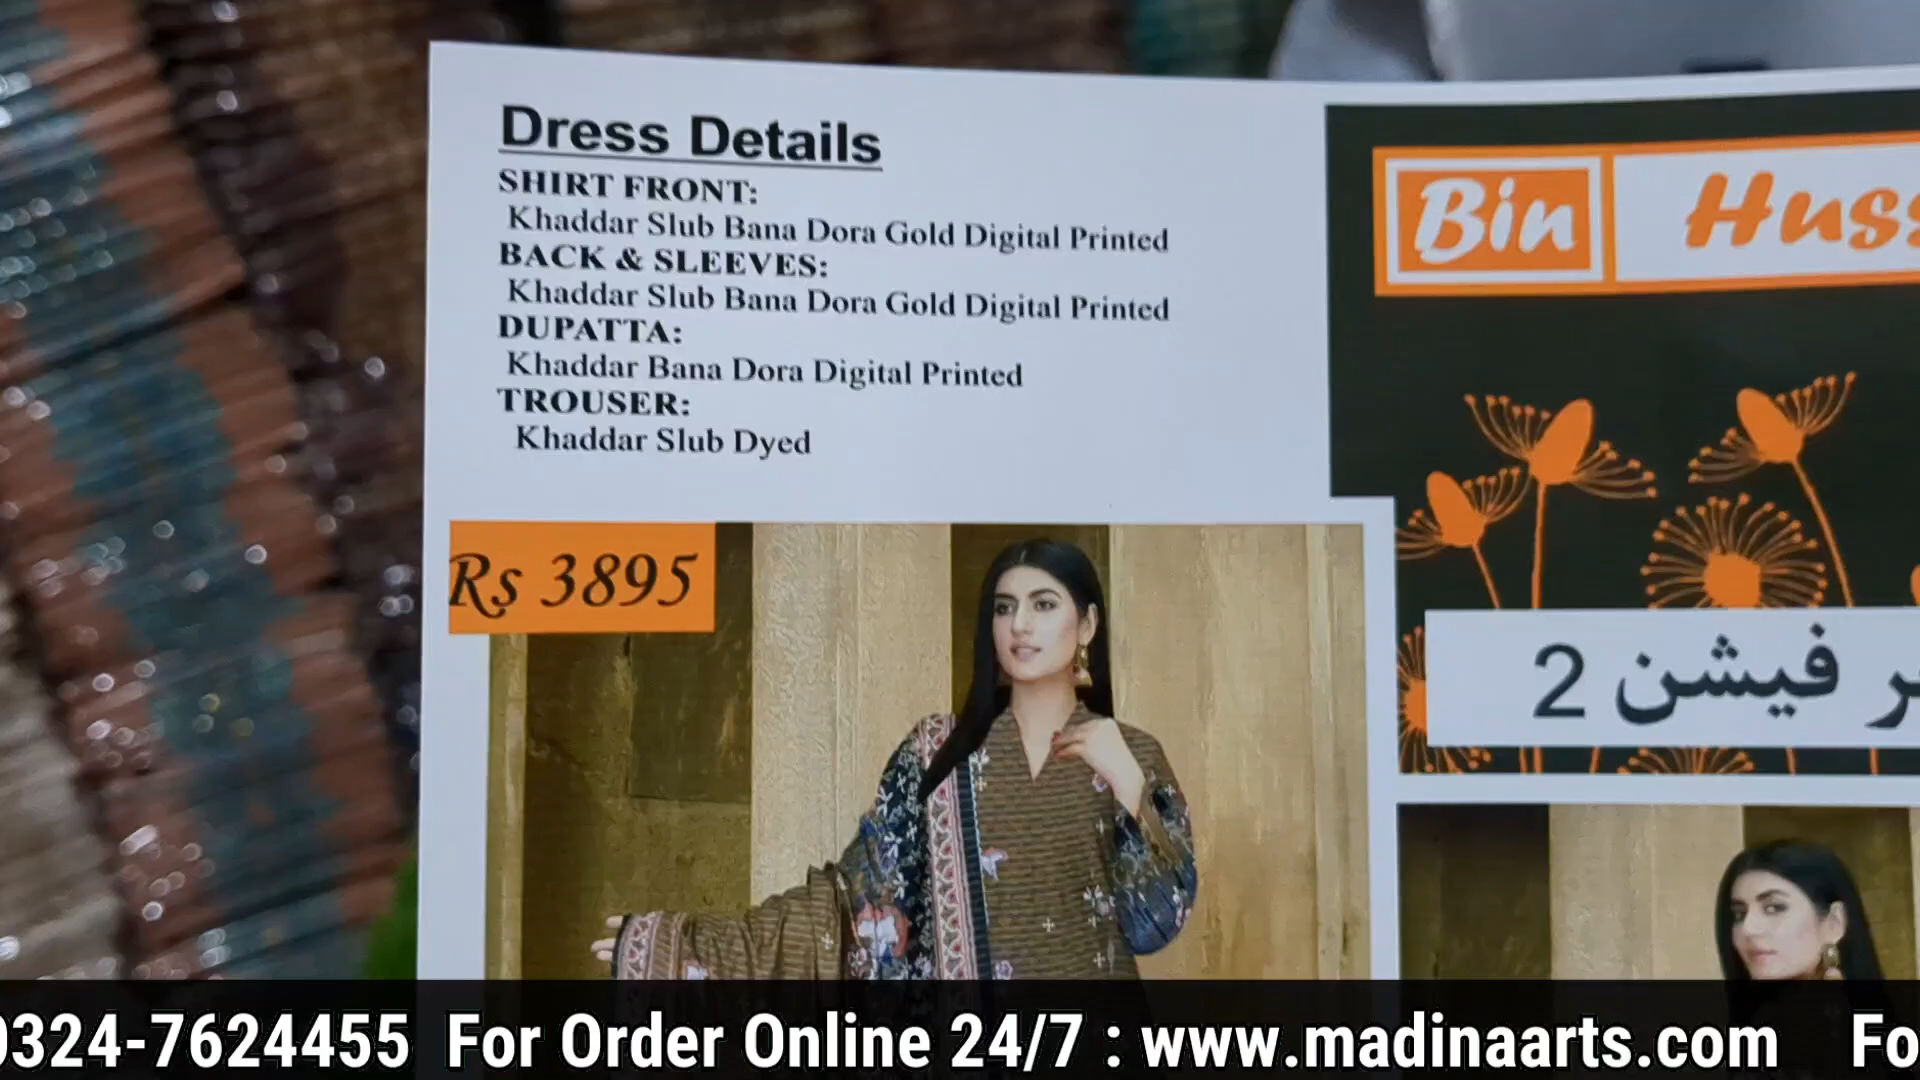 Dress Details
SHIRT FRONT:
Khaddar Slub Bana Dora Gold Digital Printed
BACK & SLEEVES:
Khaddar Slub Bana Dora Gold Digital Printed
DUPATTA:
Khaddar Bana Dora Digital Printed
TROUSER:
Khaddar Slub Dyed
Rs 3895
Bin
فیشن 2
0324-7624455 For Order Online 24/7 : www.madinaarts.com